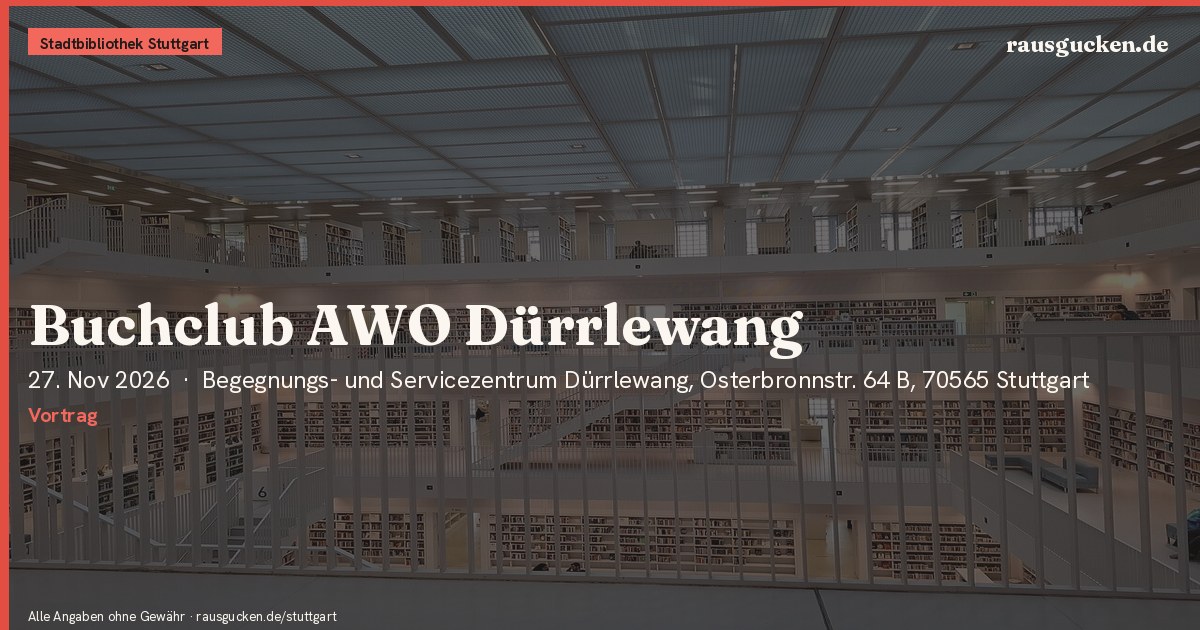 Stadtbibliothek Stuttgart
rausgucken.de
Buchclub AWO Dürrlewang
27. Nov 2026 · Begegnungs- und Servicezentrum Dürrlewang, Osterbronnstr. 64 B, 70565 Stuttgart
Vortrag
6
Alle Angaben ohne Gewähr · rausgucken.de/stuttgart